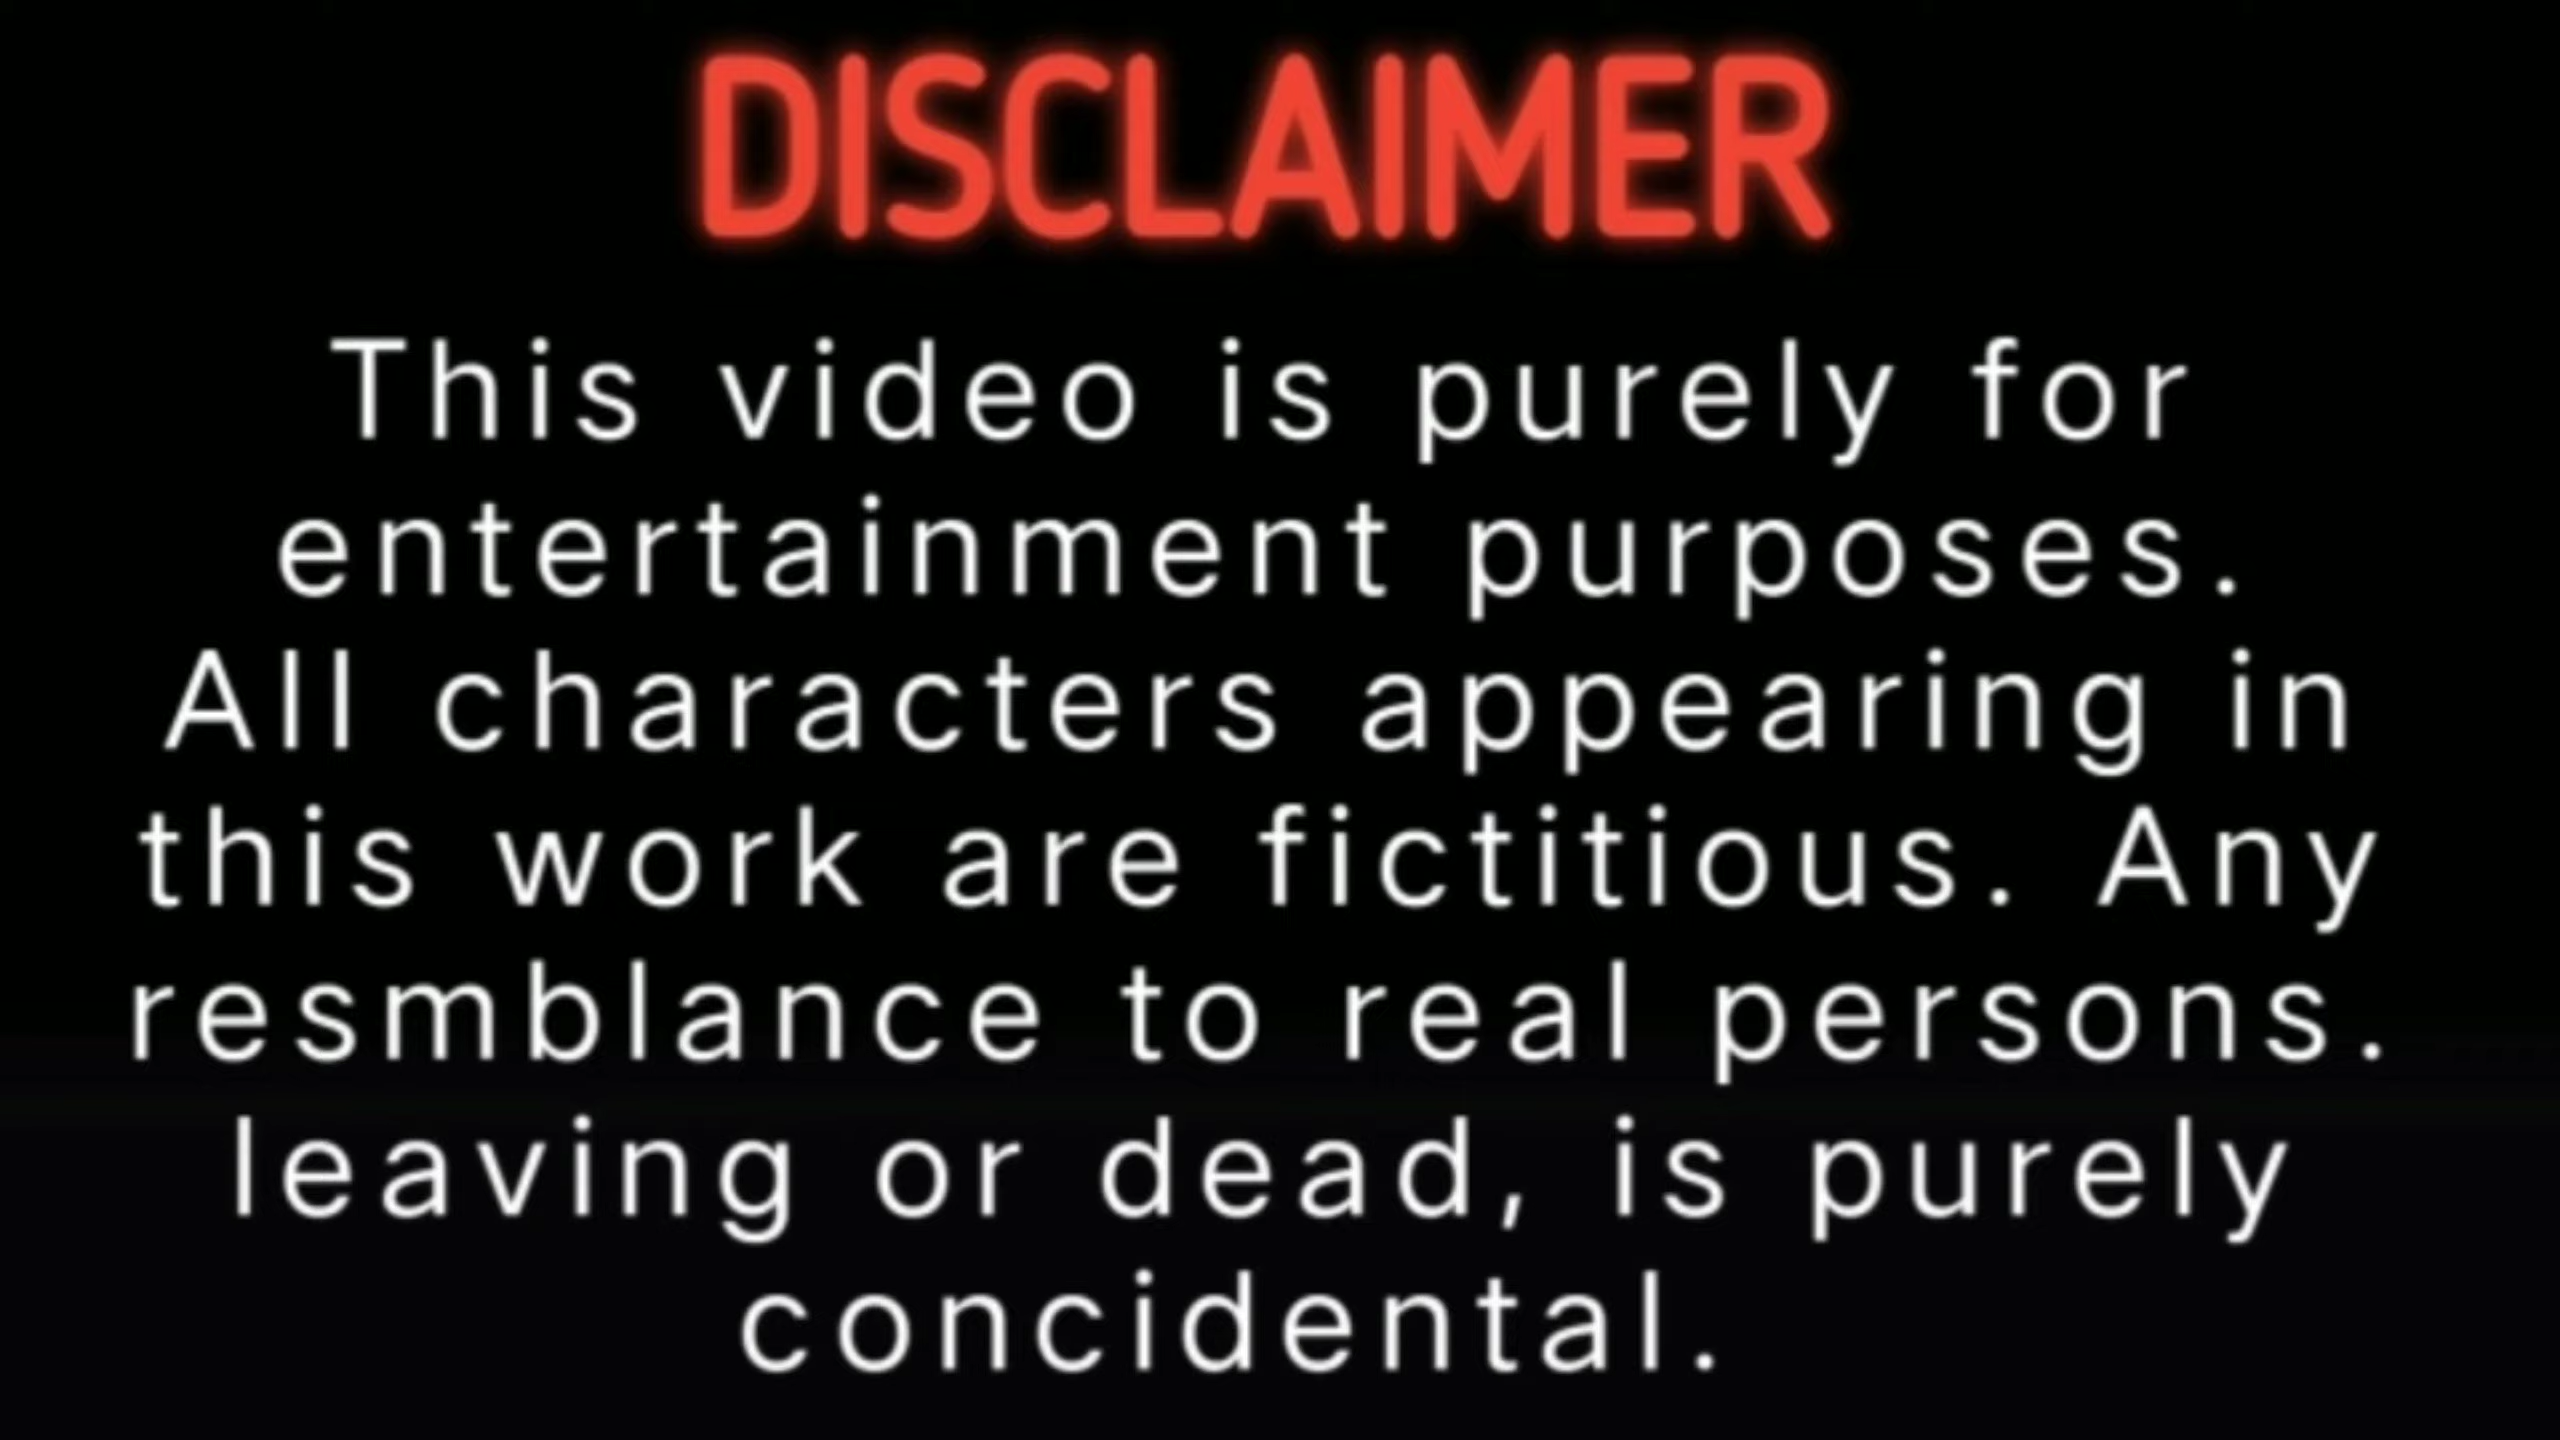 DISCLAIMER
This video is purely for
entertainment purposes.
All characters appearing in
this work are fictitious. Any
resmblance to real persons.
leaving or dead, is purely
concidental.